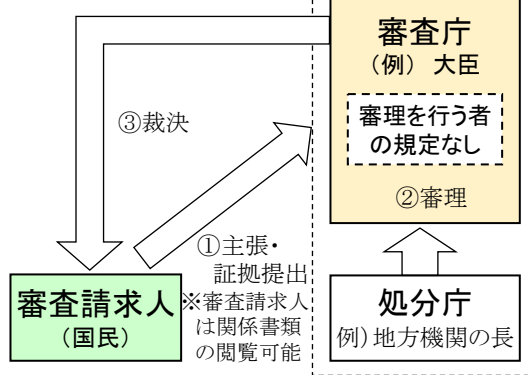 審査庁
（例） 大臣
審理を行う者
の規定なし
②審理
③裁決
①主張・
証拠提出
※審査請求人
は関係書類
の閲覧可能
審査請求人
（国民）
処分庁
例）地方機関の長